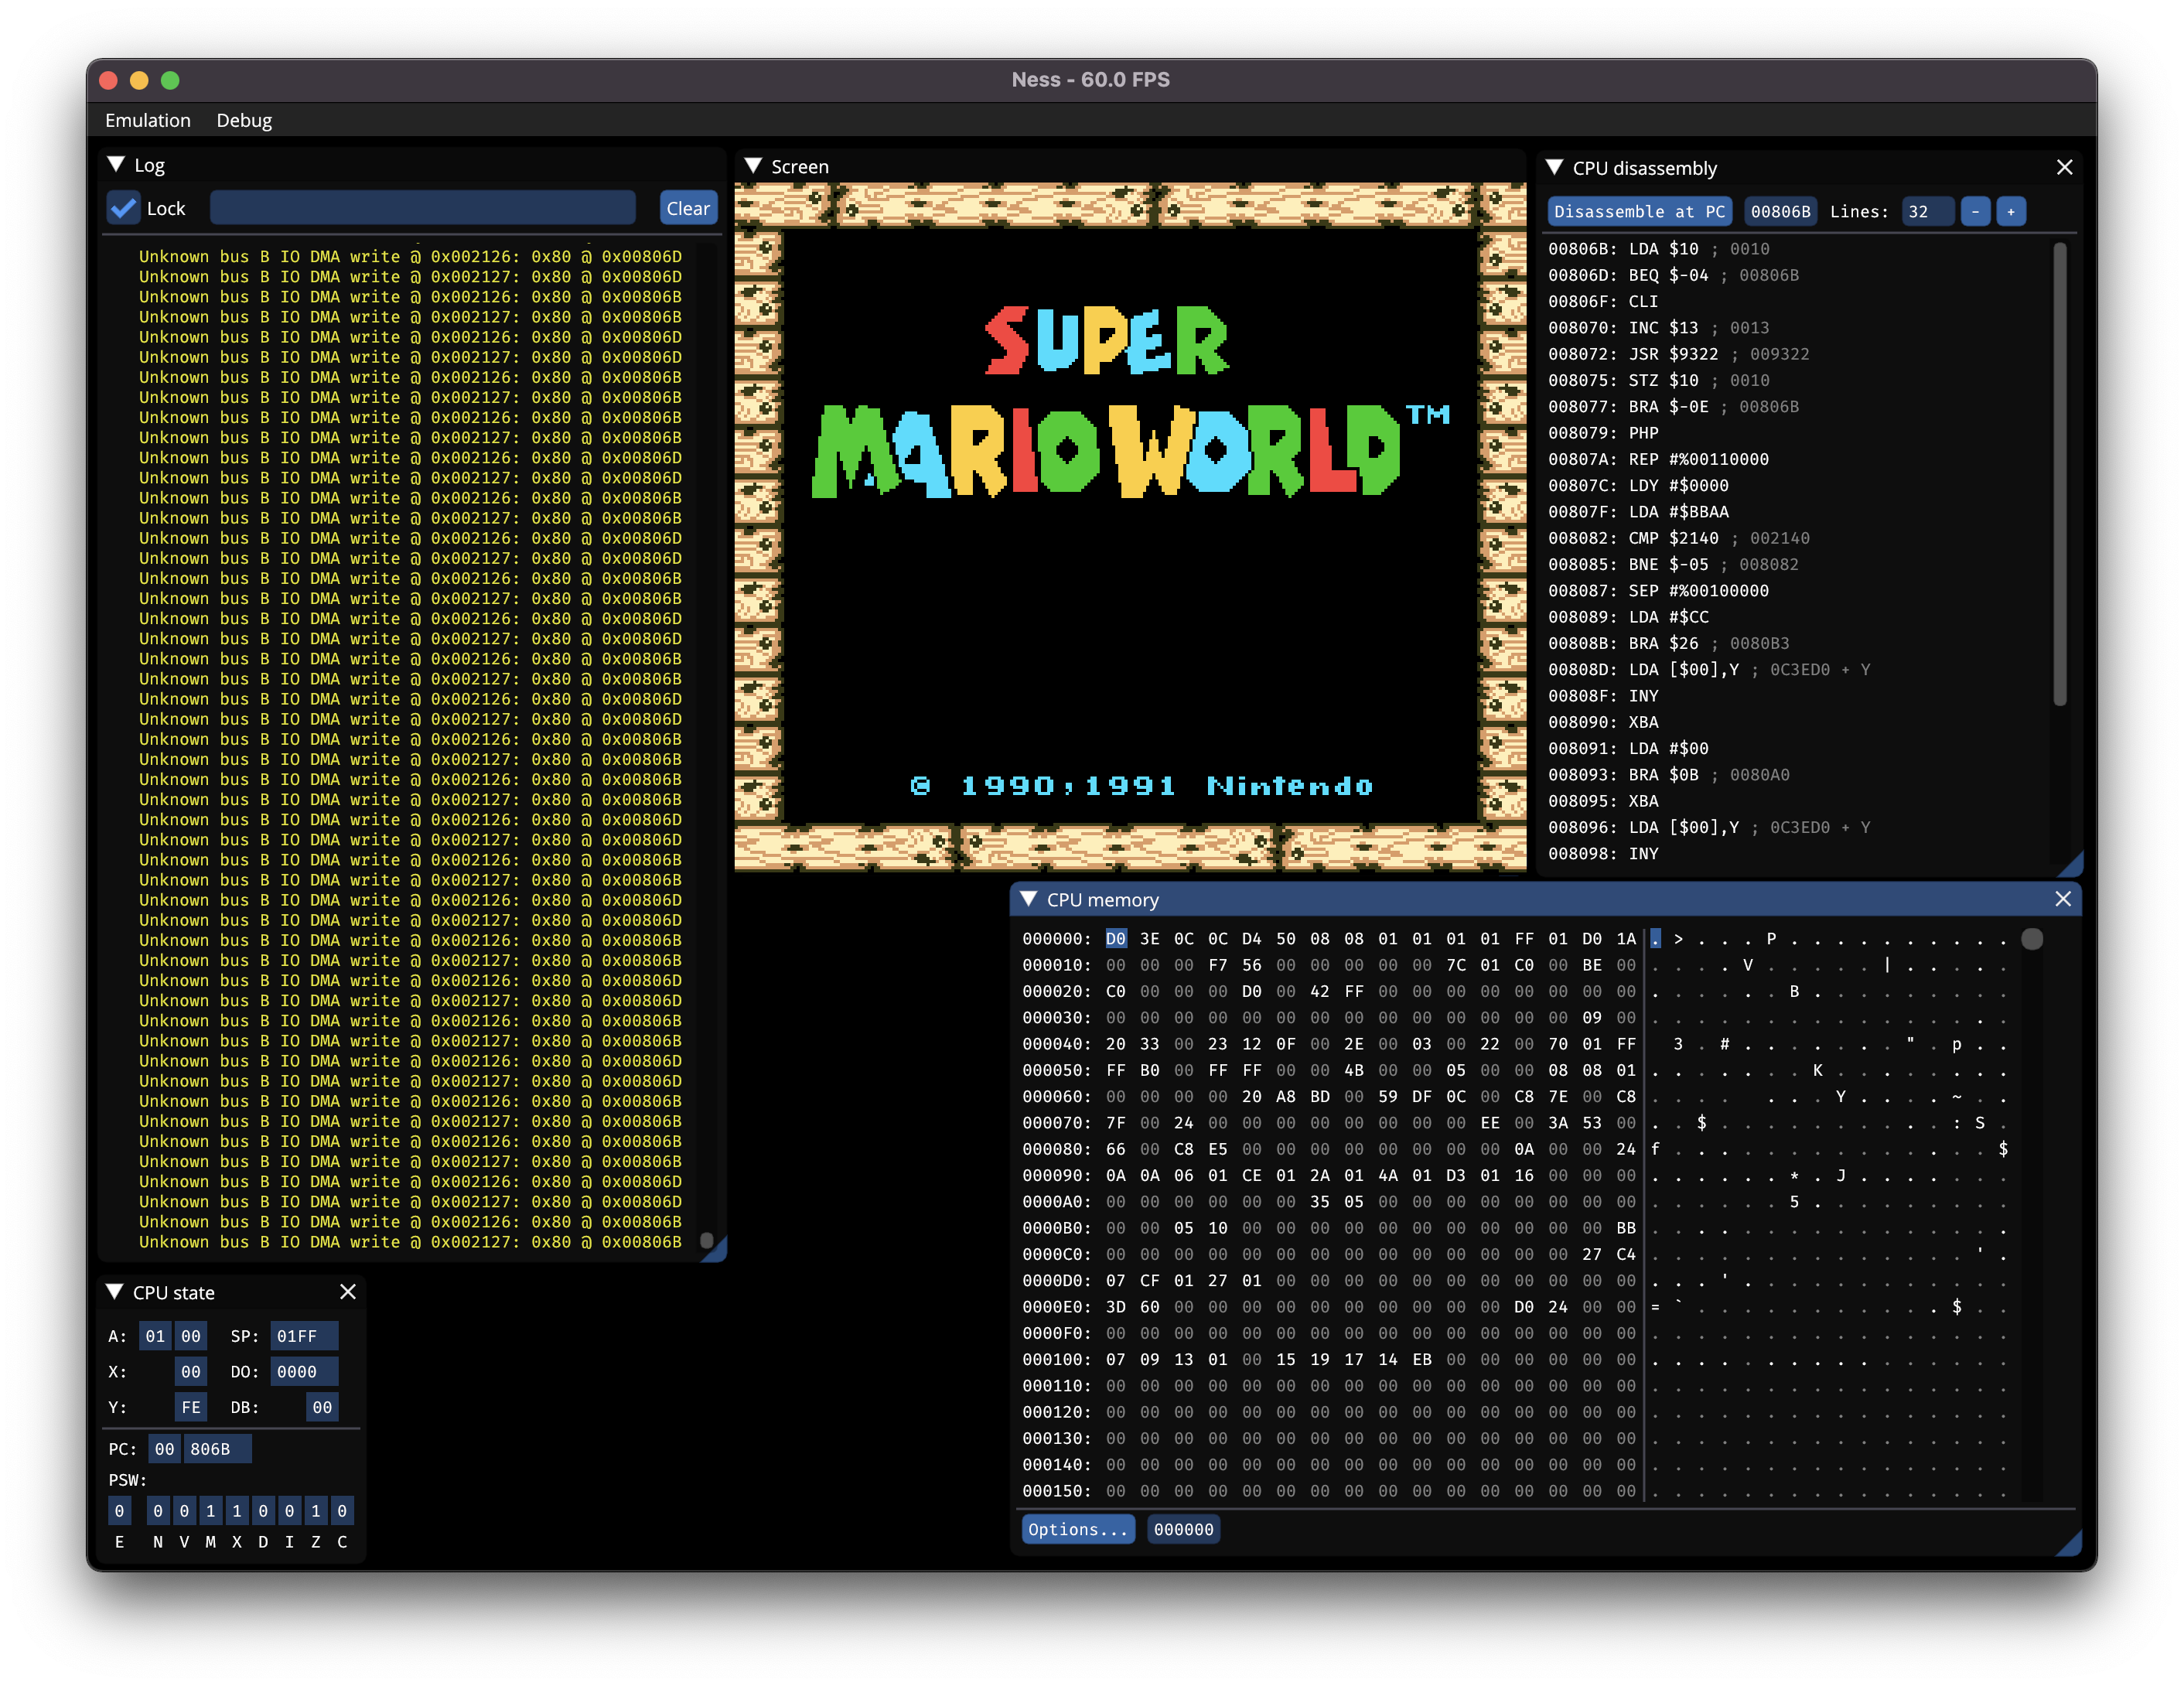 Ness - 60.0 FPS
Emulation Debug
Log
Lock Clear
Unknown bus B IO DMA write @ 0x002126: 0x80 @ 0x00806D
Unknown bus B IO DMA write @ 0x002127: 0x80 @ 0x00806D
Unknown bus B IO DMA write @ 0x002126: 0x80 @ 0x00806B
Unknown bus B IO DMA write @ 0x002127: 0x80 @ 0x00806B
Unknown bus B IO DMA write @ 0x002126: 0x80 @ 0x00806D
Unknown bus B IO DMA write @ 0x002127: 0x80 @ 0x00806D
Unknown bus B IO DMA write @ 0x002126: 0x80 @ 0x00806B
Unknown bus B IO DMA write @ 0x002127: 0x80 @ 0x00806B
Unknown bus B IO DMA write @ 0x002126: 0x80 @ 0x00806B
Unknown bus B IO DMA write @ 0x002127: 0x80 @ 0x00806D
Unknown bus B IO DMA write @ 0x002126: 0x80 @ 0x00806D
Unknown bus B IO DMA write @ 0x002127: 0x80 @ 0x00806D
Unknown bus B IO DMA write @ 0x002126: 0x80 @ 0x00806B
Unknown bus B IO DMA write @ 0x002127: 0x80 @ 0x00806B
Unknown bus B IO DMA write @ 0x002126: 0x80 @ 0x00806D
Unknown bus B IO DMA write @ 0x002127: 0x80 @ 0x00806D
Unknown bus B IO DMA write @ 0x002126: 0x80 @ 0x00806B
Unknown bus B IO DMA write @ 0x002127: 0x80 @ 0x00806B
Unknown bus B IO DMA write @ 0x002126: 0x80 @ 0x00806D
Unknown bus B IO DMA write @ 0x002127: 0x80 @ 0x00806D
Unknown bus B IO DMA write @ 0x002126: 0x80 @ 0x00806B
Unknown bus B IO DMA write @ 0x002127: 0x80 @ 0x00806B
Unknown bus B IO DMA write @ 0x002126: 0x80 @ 0x00806D
Unknown bus B IO DMA write @ 0x002127: 0x80 @ 0x00806D
Unknown bus B IO DMA write @ 0x002126: 0x80 @ 0x00806B
Unknown bus B IO DMA write @ 0x002127: 0x80 @ 0x00806B
Unknown bus B IO DMA write @ 0x002126: 0x80 @ 0x00806D
Unknown bus B IO DMA write @ 0x002127: 0x80 @ 0x00806B
Unknown bus B IO DMA write @ 0x002126: 0x80 @ 0x00806D
Unknown bus B IO DMA write @ 0x002127: 0x80 @ 0x00806D
Unknown bus B IO DMA write @ 0x002126: 0x80 @ 0x00806B
Unknown bus B IO DMA write @ 0x002127: 0x80 @ 0x00806B
Unknown bus B IO DMA write @ 0x002126: 0x80 @ 0x00806D
Unknown bus B IO DMA write @ 0x002127: 0x80 @ 0x00806D
Unknown bus B IO DMA write @ 0x002126: 0x80 @ 0x00806B
Unknown bus B IO DMA write @ 0x002127: 0x80 @ 0x00806B
Unknown bus B IO DMA write @ 0x002126: 0x80 @ 0x00806D
Unknown bus B IO DMA write @ 0x002127: 0x80 @ 0x00806D
Unknown bus B IO DMA write @ 0x002126: 0x80 @ 0x00806B
Unknown bus B IO DMA write @ 0x002127: 0x80 @ 0x00806B
Unknown bus B IO DMA write @ 0x002126: 0x80 @ 0x00806D
Unknown bus B IO DMA write @ 0x002127: 0x80 @ 0x00806D
Unknown bus B IO DMA write @ 0x002126: 0x80 @ 0x00806B
Unknown bus B IO DMA write @ 0x002127: 0x80 @ 0x00806B
Unknown bus B IO DMA write @ 0x002126: 0x80 @ 0x00806B
Unknown bus B IO DMA write @ 0x002127: 0x80 @ 0x00806B
Unknown bus B IO DMA write @ 0x002126: 0x80 @ 0x00806D
Unknown bus B IO DMA write @ 0x002127: 0x80 @ 0x00806D
Unknown bus B IO DMA write @ 0x002126: 0x80 @ 0x00806B
Unknown bus B IO DMA write @ 0x002127: 0x80 @ 0x00806B
Screen
SUPER
MARIO WORLD™
© 1990,1991 Nintendo
CPU disassembly
Disassemble at PC 00806B Lines: 32 - +
00806B: LDA $10 ; 0010
00806D: BEQ $-04 ; 00806B
00806F: CLI
008070: INC $13 ; 0013
008072: JSR $9322 ; 009322
008075: STZ $10 ; 0010
008077: BRA $-0E ; 00806B
008079: PHP
00807A: REP #%00110000
00807C: LDY #$0000
00807F: LDA #$BBAA
008082: CMP $2140 ; 002140
008085: BNE $-05 ; 008082
008087: SEP #%00100000
008089: LDA #$CC
00808B: BRA $26 ; 0080B3
00808D: LDA [$00],Y ; 0C3ED0 + Y
00808F: INY
008090: XBA
008091: LDA #$00
008093: BRA $0B ; 0080A0
008095: XBA
008096: LDA [$00],Y ; 0C3ED0 + Y
008098: INY
CPU memory
000000: D0 3E 0C 0C D4 50 08 08 01 01 01 01 FF 01 D0 1A . > . . . P . . . . . . . . . .
000010: 00 00 00 F7 56 00 00 00 00 00 7C 01 C0 00 BE 00 . . . . V . . . . . | . . . . .
000020: C0 00 00 00 D0 00 42 FF 00 00 00 00 00 00 00 00 . . . . . . B . . . . . . . . .
000030: 00 00 00 00 00 00 00 00 00 00 00 00 00 00 09 00 . . . . . . . . . . . . . . . .
000040: 20 33 00 23 12 0F 00 2E 00 03 00 22 00 70 01 FF 3 . # . . . . . . . " . p . .
000050: FF B0 00 FF FF 00 00 4B 00 00 05 00 00 08 08 01 . . . . . . . K . . . . . . . .
000060: 00 00 00 00 20 A8 BD 00 59 DF 0C 00 C8 7E 00 C8 . . . . . . . Y . . . . ~ . .
000070: 7F 00 24 00 00 00 00 00 00 00 00 EE 00 3A 53 00 . . $ . . . . . . . . . . : S .
000080: 66 00 C8 E5 00 00 00 00 00 00 00 00 0A 00 00 24 f . . . . . . . . . . . . . . $
000090: 0A 0A 06 01 CE 01 2A 01 4A 01 D3 01 16 00 00 00 . . . . . . * . J . . . . . . .
0000A0: 00 00 00 00 00 00 35 05 00 00 00 00 00 00 00 00 . . . . . . 5 . . . . . . . . .
0000B0: 00 00 05 10 00 00 00 00 00 00 00 00 00 00 00 BB . . . . . . . . . . . . . . . .
0000C0: 00 00 00 00 00 00 00 00 00 00 00 00 00 00 27 C4 . . . . . . . . . . . . . . ' .
0000D0: 07 CF 01 27 01 00 00 00 00 00 00 00 00 00 00 00 . . . ' . . . . . . . . . . . .
0000E0: 3D 60 00 00 00 00 00 00 00 00 00 00 D0 24 00 00 = ` . . . . . . . . . . . $ . .
0000F0: 00 00 00 00 00 00 00 00 00 00 00 00 00 00 00 00 . . . . . . . . . . . . . . . .
000100: 07 09 13 01 00 15 19 17 14 EB 00 00 00 00 00 00 . . . . . . . . . . . . . . . .
000110: 00 00 00 00 00 00 00 00 00 00 00 00 00 00 00 00 . . . . . . . . . . . . . . . .
000120: 00 00 00 00 00 00 00 00 00 00 00 00 00 00 00 00 . . . . . . . . . . . . . . . .
000130: 00 00 00 00 00 00 00 00 00 00 00 00 00 00 00 00 . . . . . . . . . . . . . . . .
000140: 00 00 00 00 00 00 00 00 00 00 00 00 00 00 00 00 . . . . . . . . . . . . . . . .
000150: 00 00 00 00 00 00 00 00 00 00 00 00 00 00 00 00 . . . . . . . . . . . . . . . .
Options... 000000
CPU state
A: 01 00 SP: 01FF
X: 00 DO: 0000
Y: FE DB: 00
PC: 00 806B
PSW:
0 0 0 1 1 0 0 1 0
E N V M X D I Z C